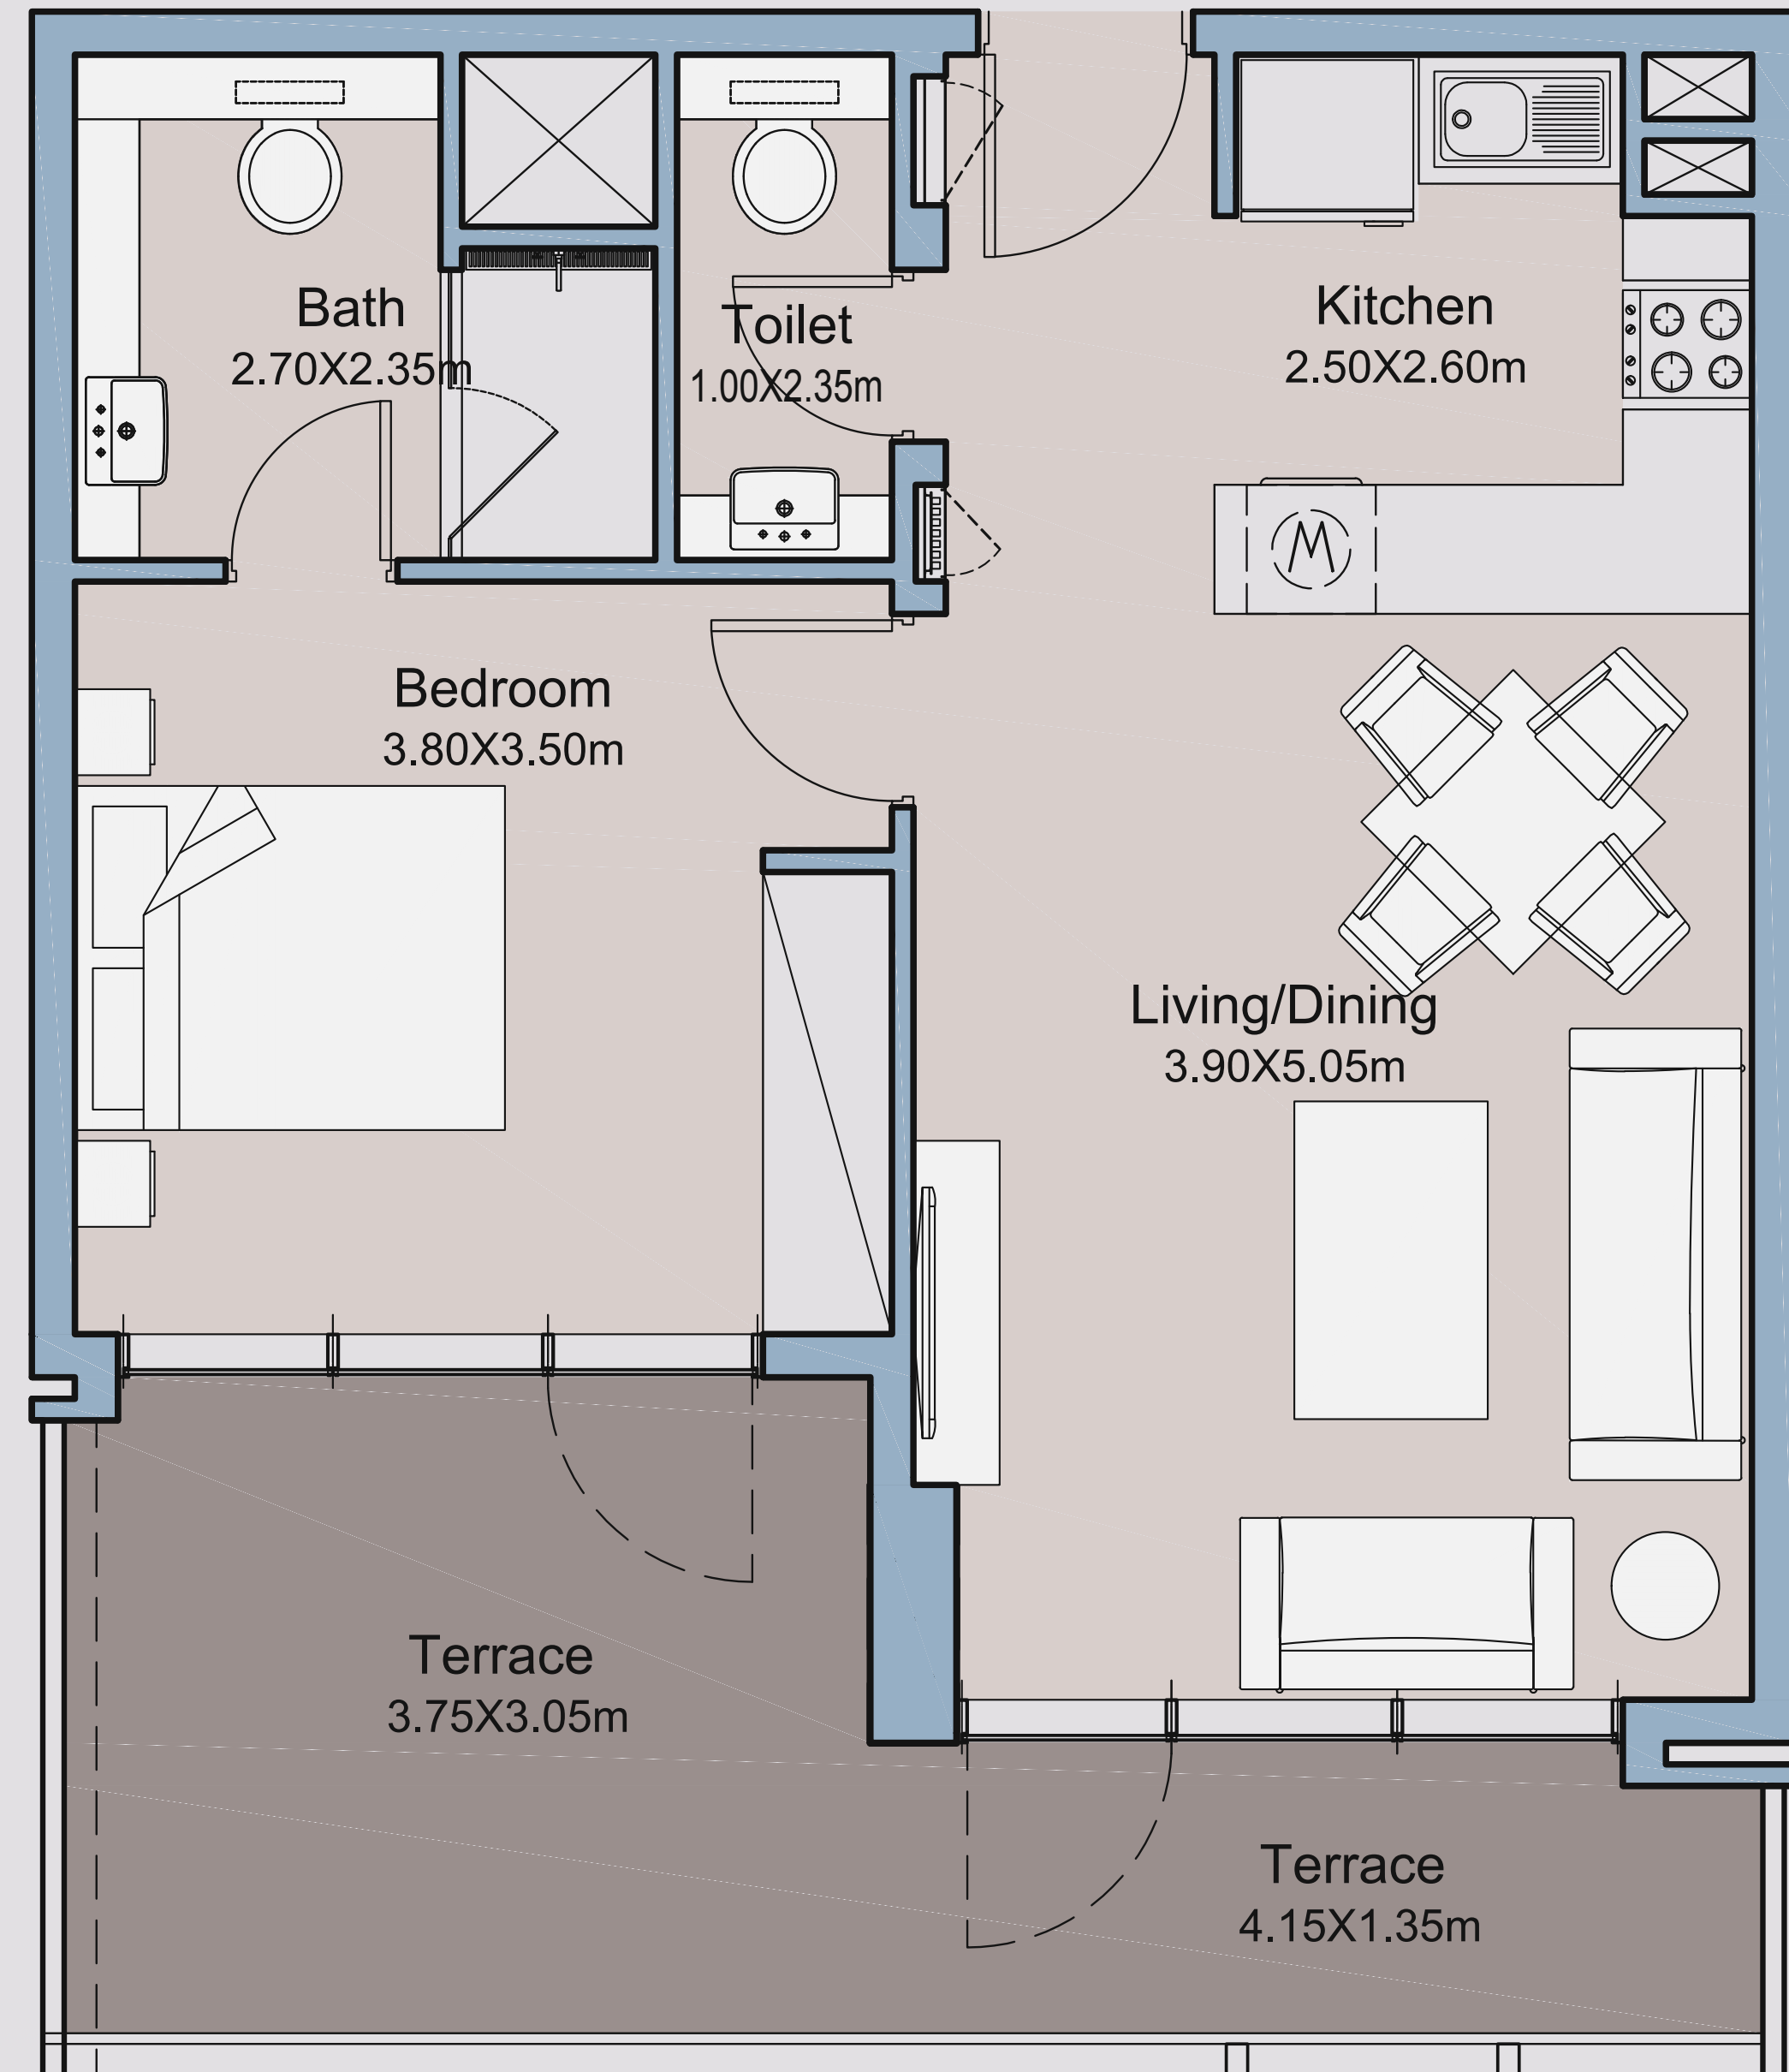 Bath
2.70X2.35m
Toilet
1.00X2.35m
Kitchen
2.50X2.60m
M
Bedroom
3.80X3.50m
Living/Dining
3.90X5.05m
Terrace
3.75X3.05m
Terrace
4.15X1.35m